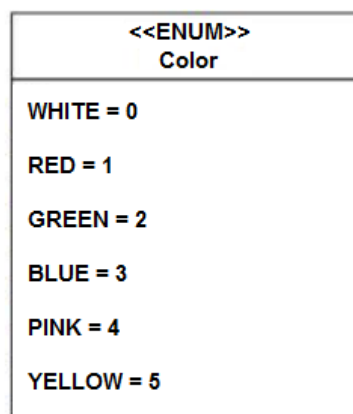 <<ENUM>>
Color
WHITE = 0
RED = 1
GREEN = 2
BLUE = 3
PINK = 4
YELLOW = 5